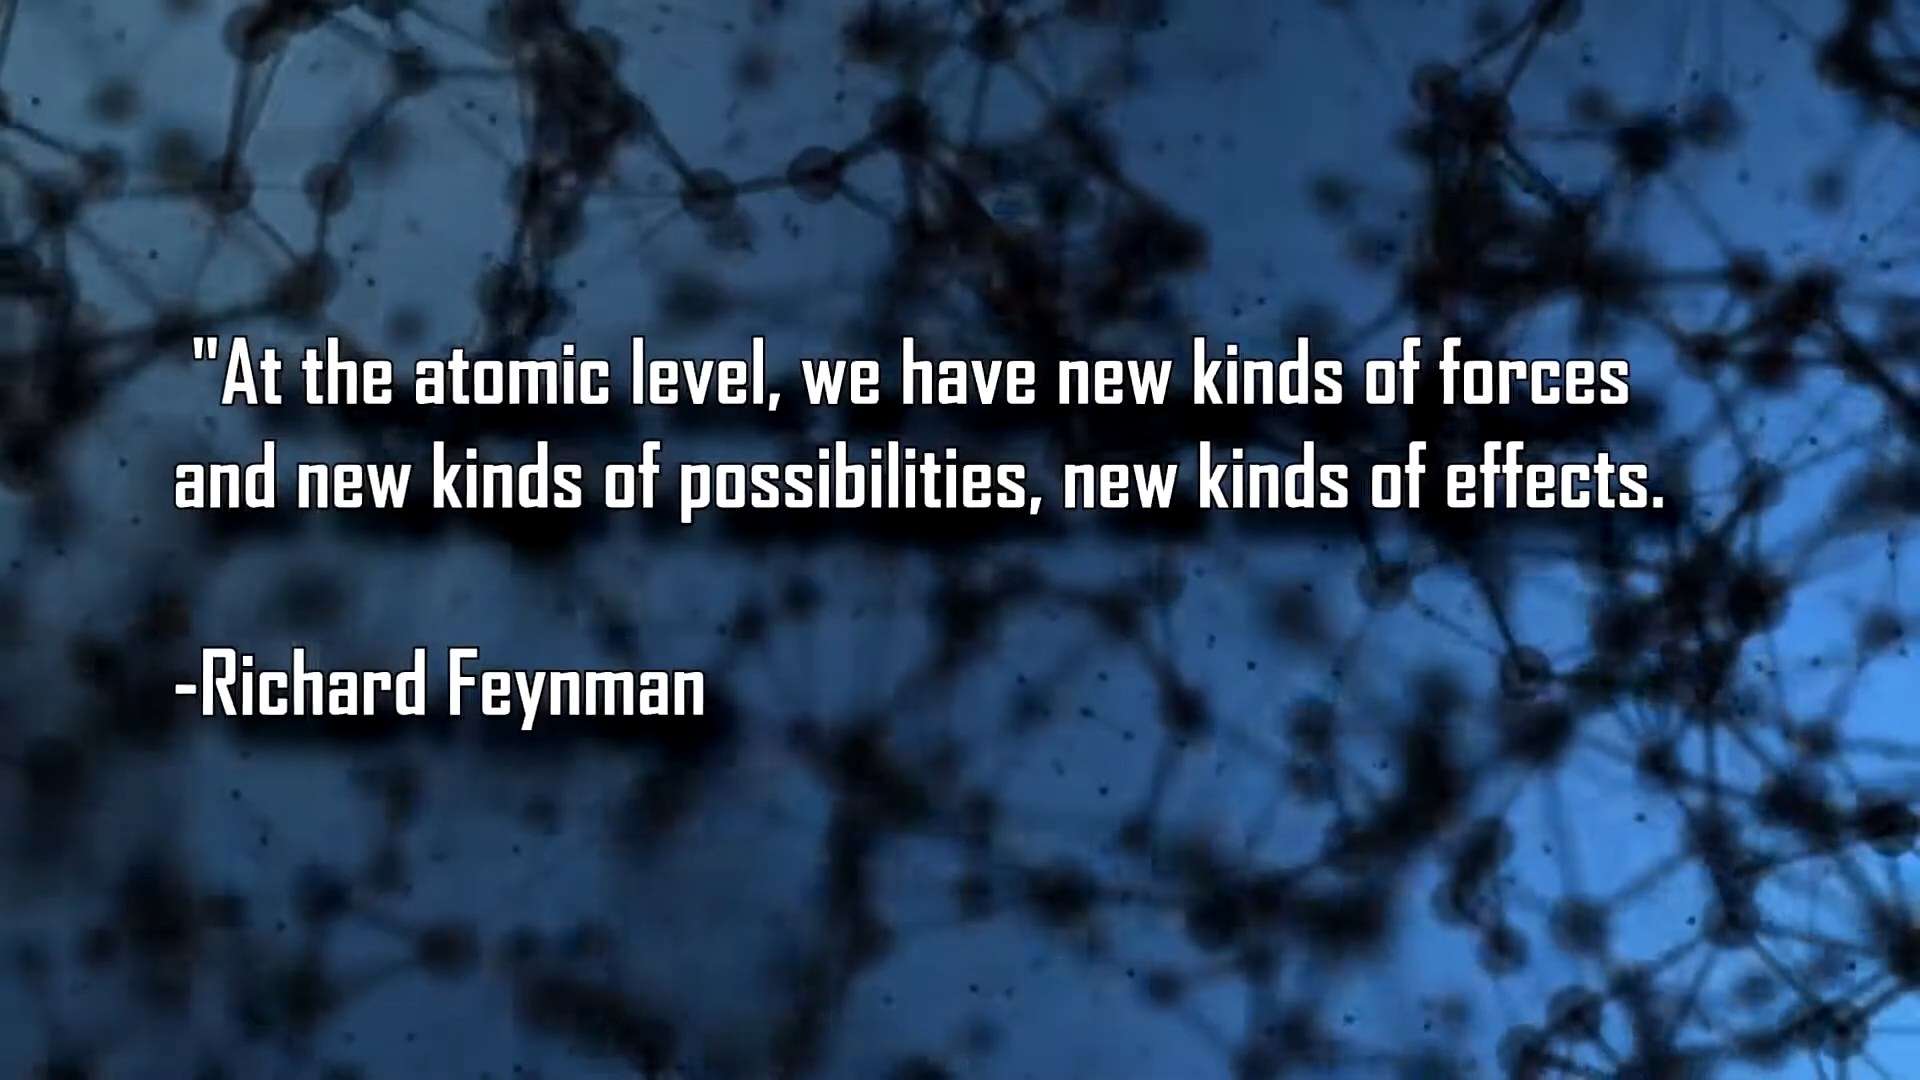 "At the atomic level, we have new kinds of forces
and new kinds of possibilities, new kinds of effects.
-Richard Feynman